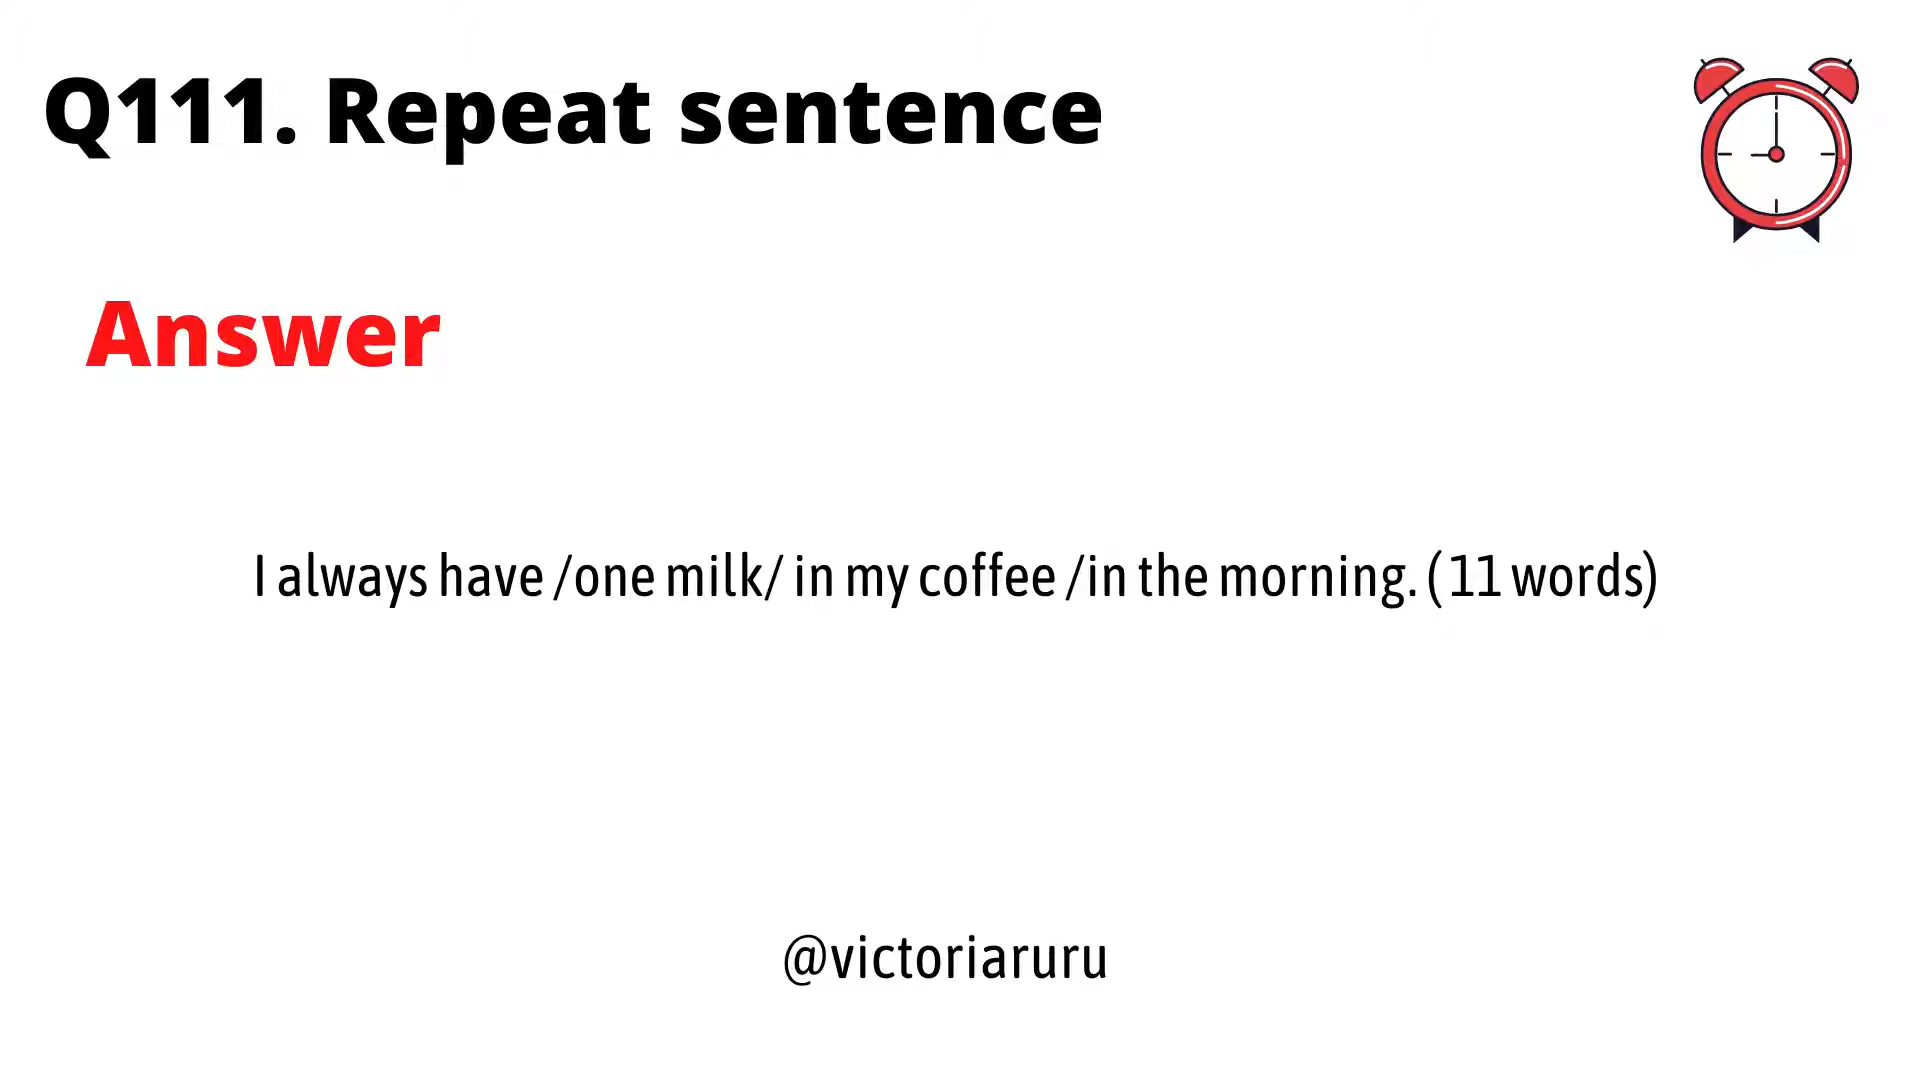 Q111. Repeat sentence
Answer
I always have /one milk/ in my coffee /in the morning. (11 words)
@victoriaruru